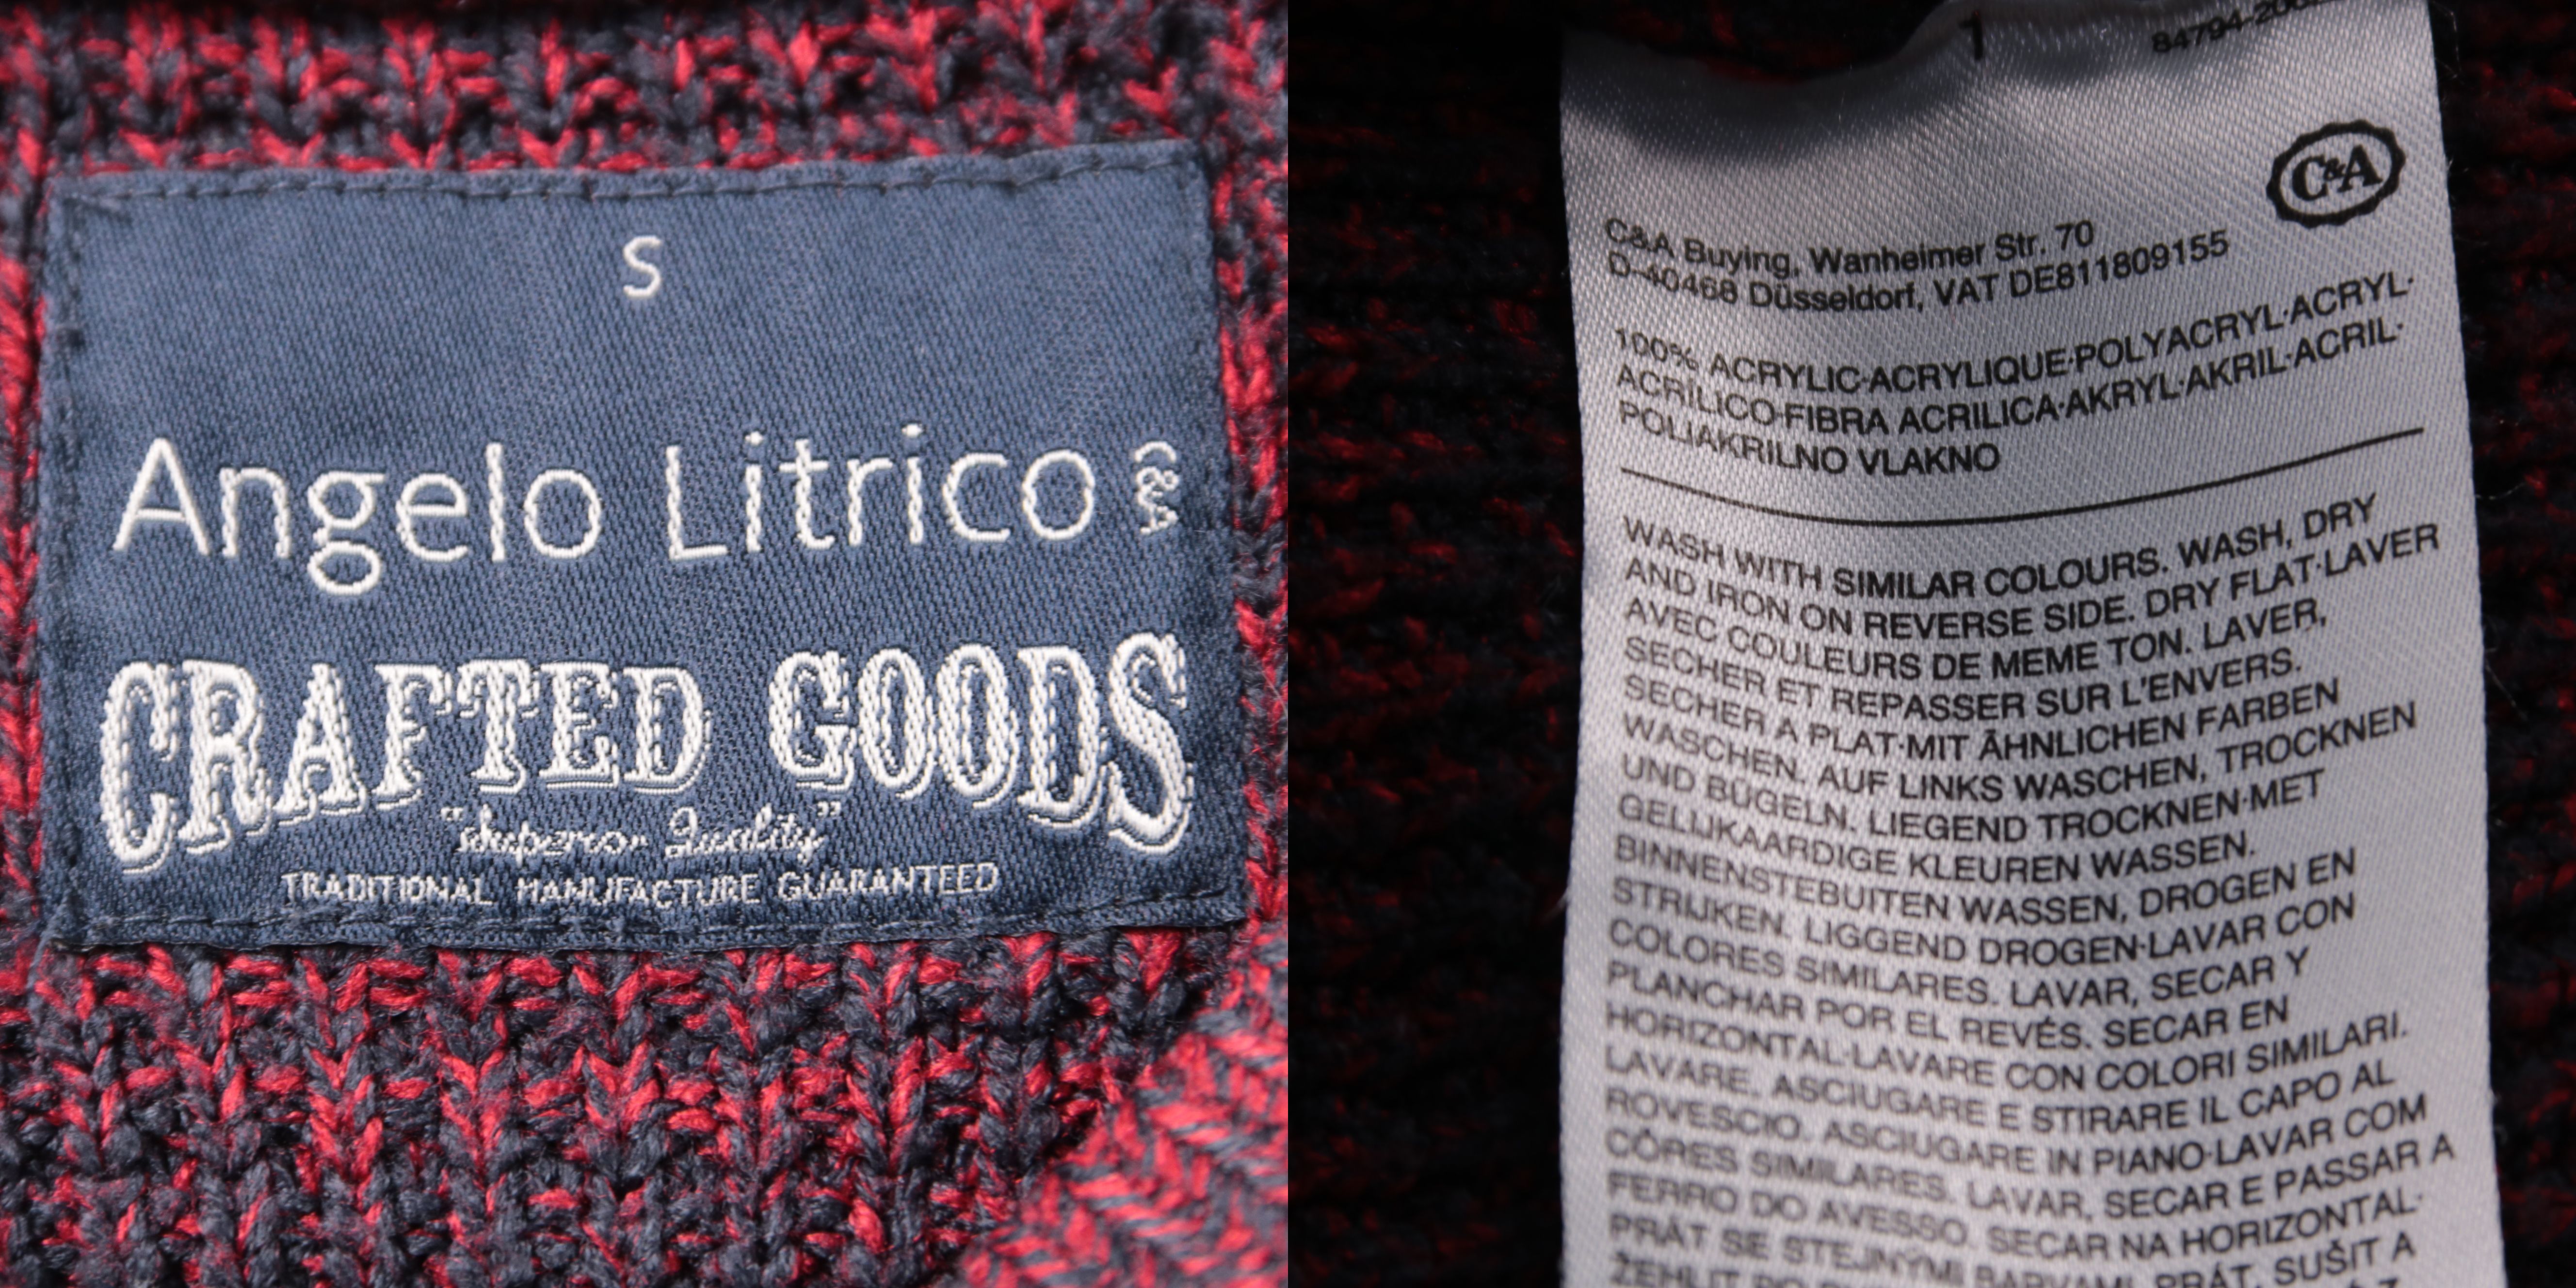 S
Angelo Litrico C&A
CRAFTED GOODS
"Superior Quality"
TRADITIONAL MANUFACTURE GUARANTEED
1
C&A
C&A Buying, Wanheimer Str. 70
D-40468 Düsseldorf, VAT DE811809155
100% ACRYLIC·ACRYLIQUE·POLYACRYL·ACRYL·
ACRÍLICO·FIBRA ACRILICA·AKRYL·AKRIL·ACRIL·
POLIAKRILNO VLAKNO
WASH WITH SIMILAR COLOURS. WASH, DRY
AND IRON ON REVERSE SIDE. DRY FLAT·LAVER
AVEC COULEURS DE MEME TON. LAVER,
SECHER ET REPASSER SUR L'ENVERS.
SECHER A PLAT·MIT ÄHNLICHEN FARBEN
WASCHEN. AUF LINKS WASCHEN, TROCKNEN
UND BÜGELN. LIEGEND TROCKNEN·MET
GELIJKAARDIGE KLEUREN WASSEN.
BINNENSTEBUITEN WASSEN, DROGEN EN
STRIJKEN. LIGGEND DROGEN·LAVAR CON
COLORES SIMILARES. LAVAR, SECAR Y
PLANCHAR POR EL REVÉS. SECAR EN
HORIZONTAL·LAVARE CON COLORI SIMILARI.
LAVARE, ASCIUGARE E STIRARE IL CAPO AL
ROVESCIO. ASCIUGARE IN PIANO·LAVAR COM
CÔRES SIMILARES. LAVAR, SECAR E PASSAR A
FERRO DO AVESSO. SECAR NA HORIZONTAL·
PRÁT SE STEJNÝMI BARVAMI. PRÁT, SUŠIT A